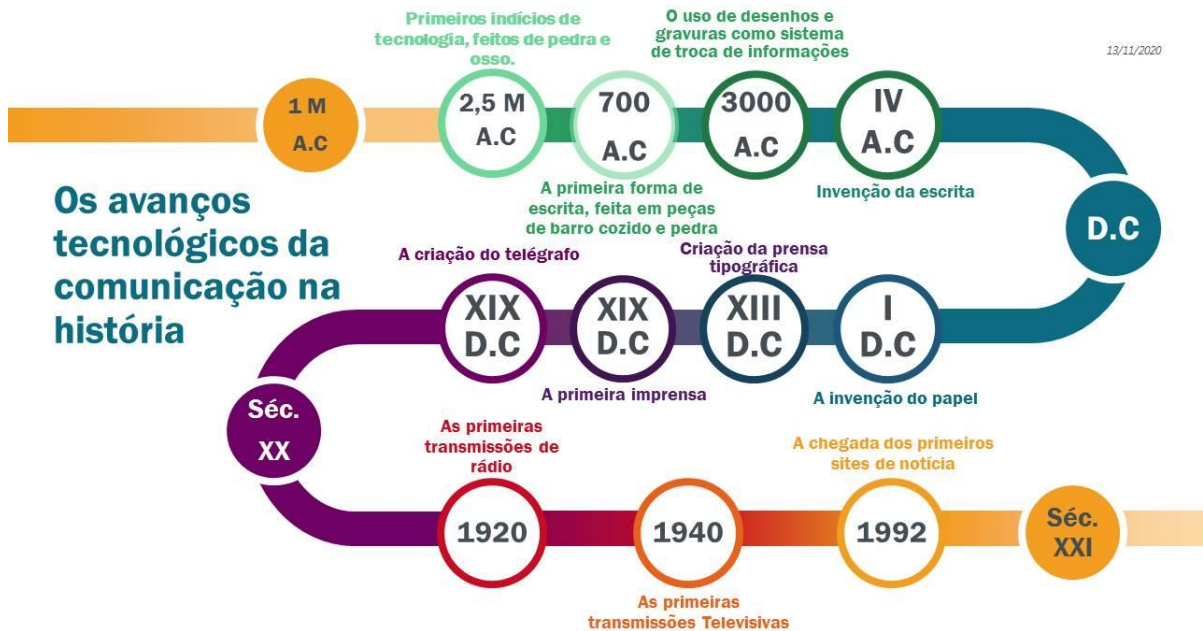 13/11/2020
Os avanços
tecnológicos da
comunicação na
história
1 M
A.C
Primeiros indícios de
tecnologia, feitos de pedra e
osso.
2,5 M
A.C
700
A.C
A primeira forma de
escrita, feita em peças
de barro cozido e pedra
O uso de desenhos e
gravuras como sistema
de troca de informações
3000
A.C
IV
A.C
Invenção da escrita
D.C
I
D.C
A invenção do papel
Criação da prensa
tipográfica
XIII
D.C
XIX
D.C
A primeira imprensa
A criação do telégrafo
XIX
D.C
Séc.
XX
As primeiras
transmissões de
rádio
1920
1940
As primeiras
transmissões Televisivas
A chegada dos primeiros
sites de notícia
1992
Séc.
XXI